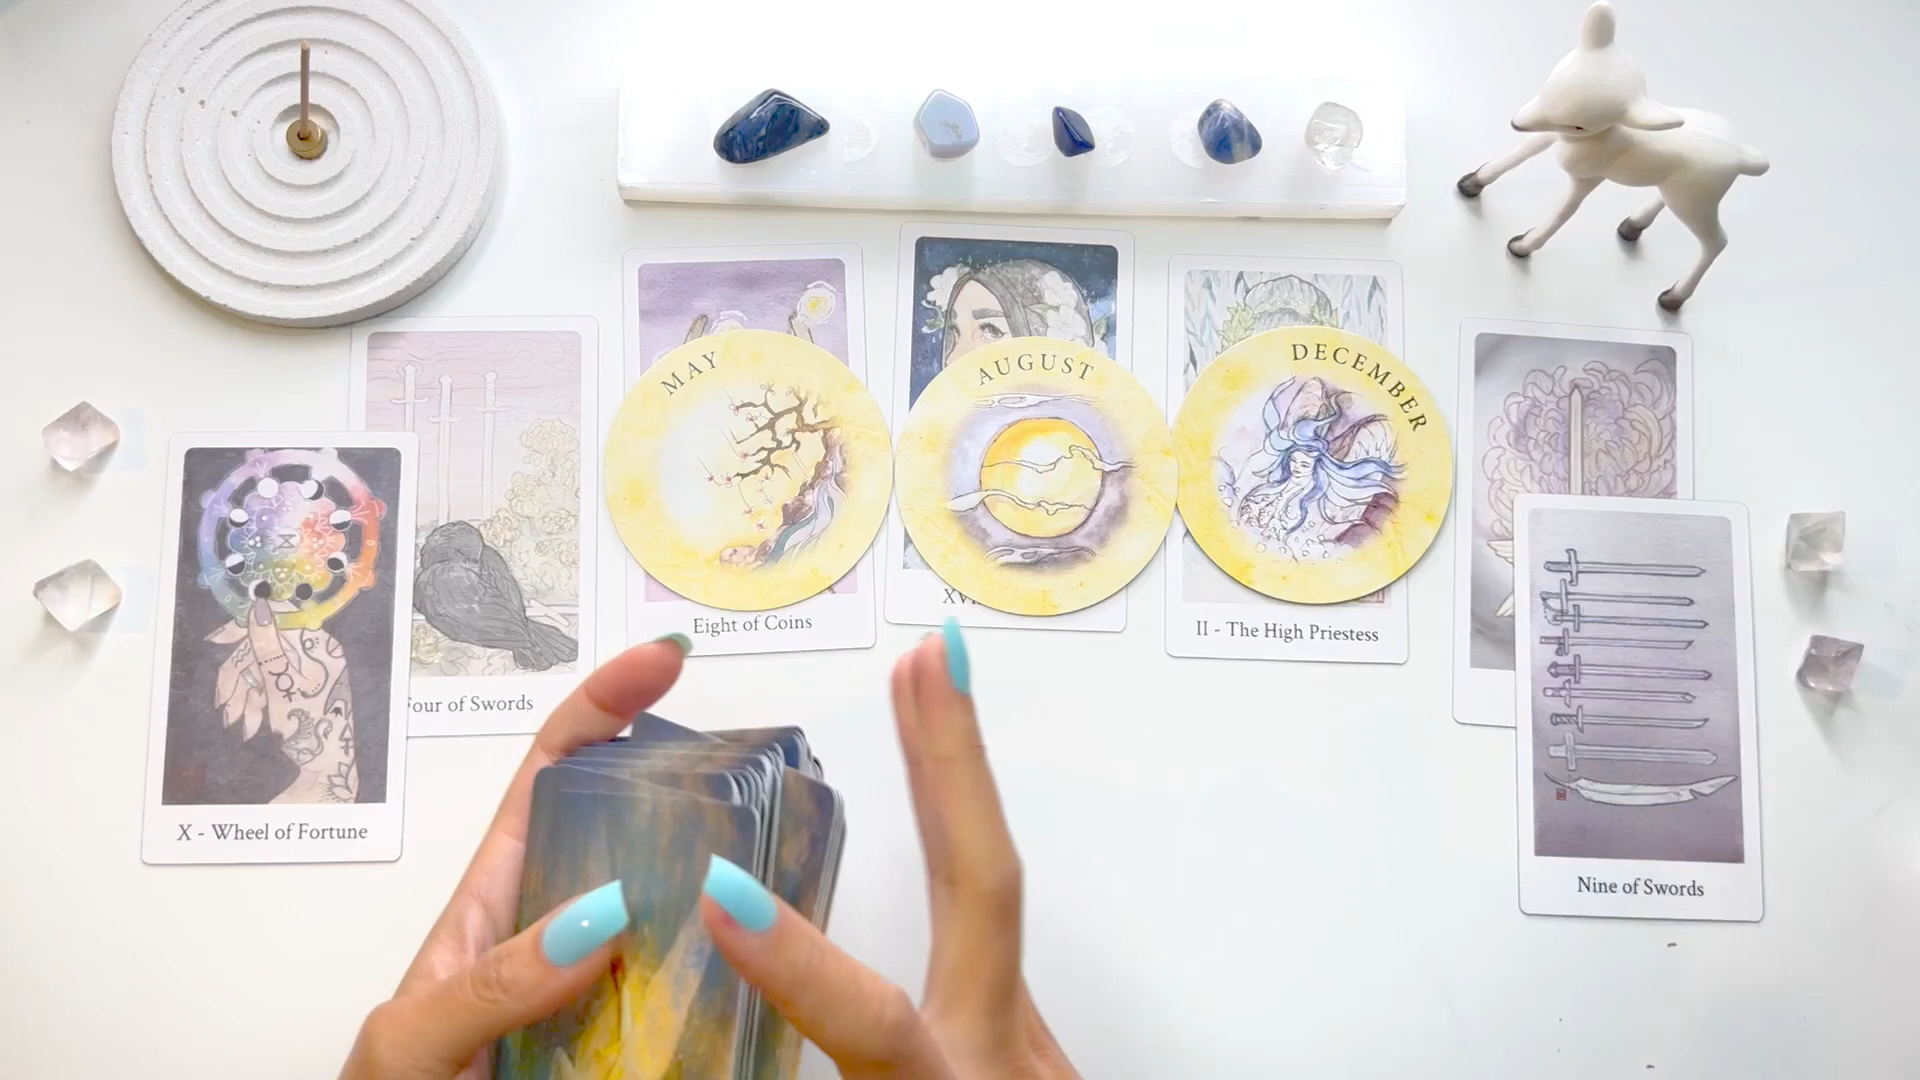 MAY
AUGUST
DECEMBER
Eight of Coins
II - The High Priestess
Four of Swords
X - Wheel of Fortune
Nine of Swords